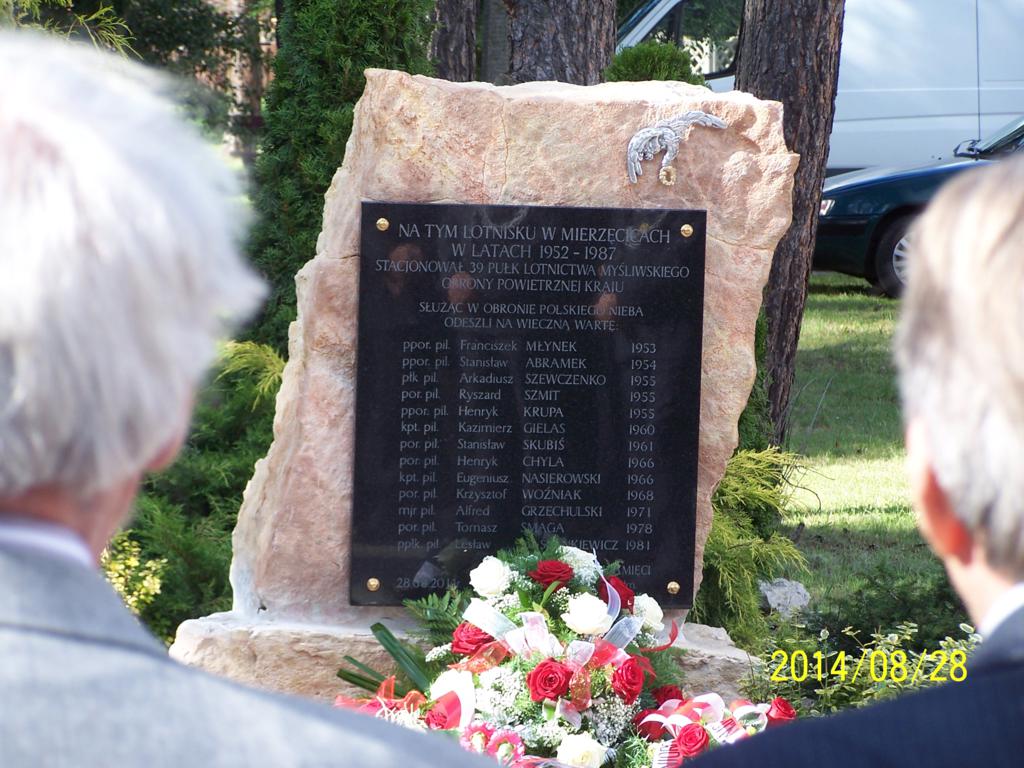 NA TYM LOTNISKU W MIERZĘCICACH
W LATACH 1952 - 1987
STACJONOWAŁ 39 PUŁK LOTNICTWA MYŚLIWSKIEGO
OBRONY POWIETRZNEJ KRAJU
SŁUŻĄC W OBRONIE POLSKIEGO NIEBA
ODESZLI NA WIECZNĄ WARTĘ:
ppor. pil. Franciszek MŁYNEK 1953
ppor. pil. Stanisław ABRAMEK 1954
płk pil. Arkadiusz SZEWCZENKO 1955
por. pil. Ryszard SZMIT 1955
ppor. pil. Henryk KRUPA 1955
kpt. pil. Kazimierz GIELAS 1960
por. pil. Stanisław SKUBIŚ 1961
por. pil. Henryk CHYLA 1966
kpt. pil. Eugeniusz NASIEROWSKI 1966
por. pil. Krzysztof WOŹNIAK 1968
mjr pil. Alfred GRZECHULSKI 1971
por. pil. Tomasz SMAGA 1978
ppłk. pil. Lesław 1981
2014/08/28